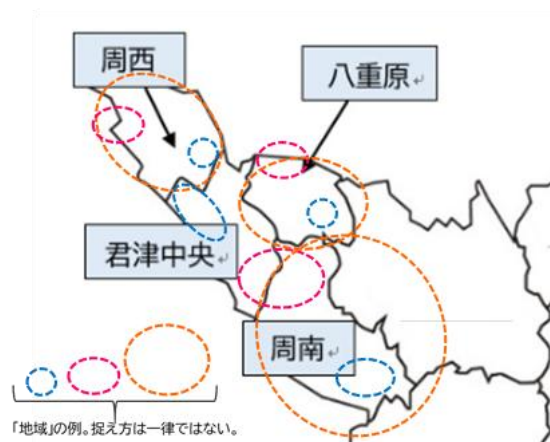 周西
八重原
君津中央
周南
「地域」の例。捉え方は一律ではない。